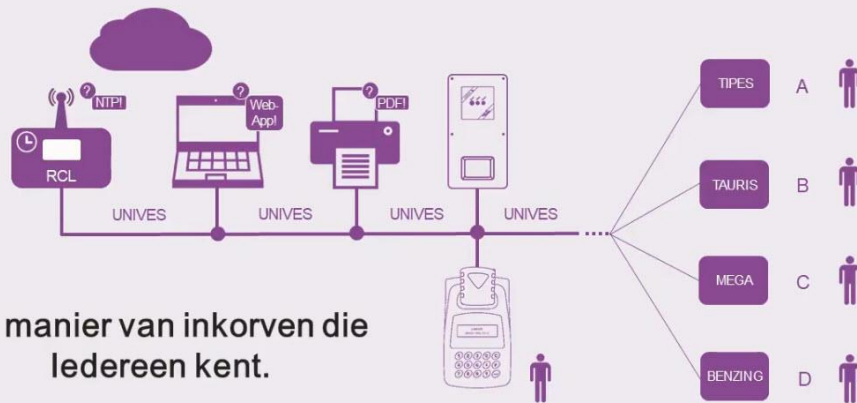 NTP!
RCL
Web-
App!
PDF!
UNIVES
UNIVES
UNIVES
UNIVES
TIPES A
TAURIS B
MEGA C
BENZING D
manier van inkorven die
Iedereen kent.